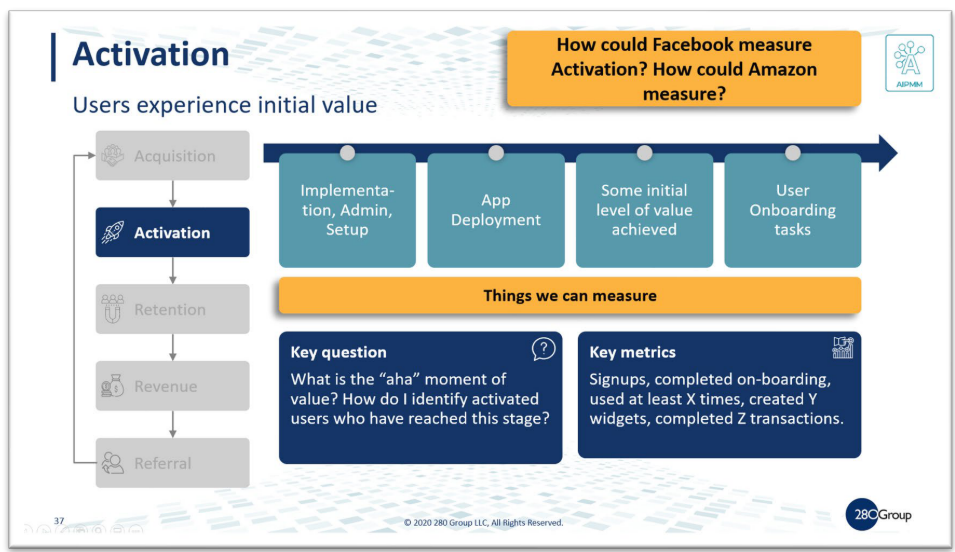 Activation
How could Facebook measure
Activation? How could Amazon
measure?
AIPMM
Users experience initial value
Acquisition
Activation
Retention
Revenue
Referral
Implementa-
tion, Admin,
Setup
App
Deployment
Some initial
level of value
achieved
User
Onboarding
tasks
Things we can measure
Key question
What is the “aha” moment of
value? How do I identify activated
users who have reached this stage?
Key metrics
Signups, completed on-boarding,
used at least X times, created Y
widgets, completed Z transactions.
37
© 2020 280 Group LLC, All Rights Reserved.
280Group